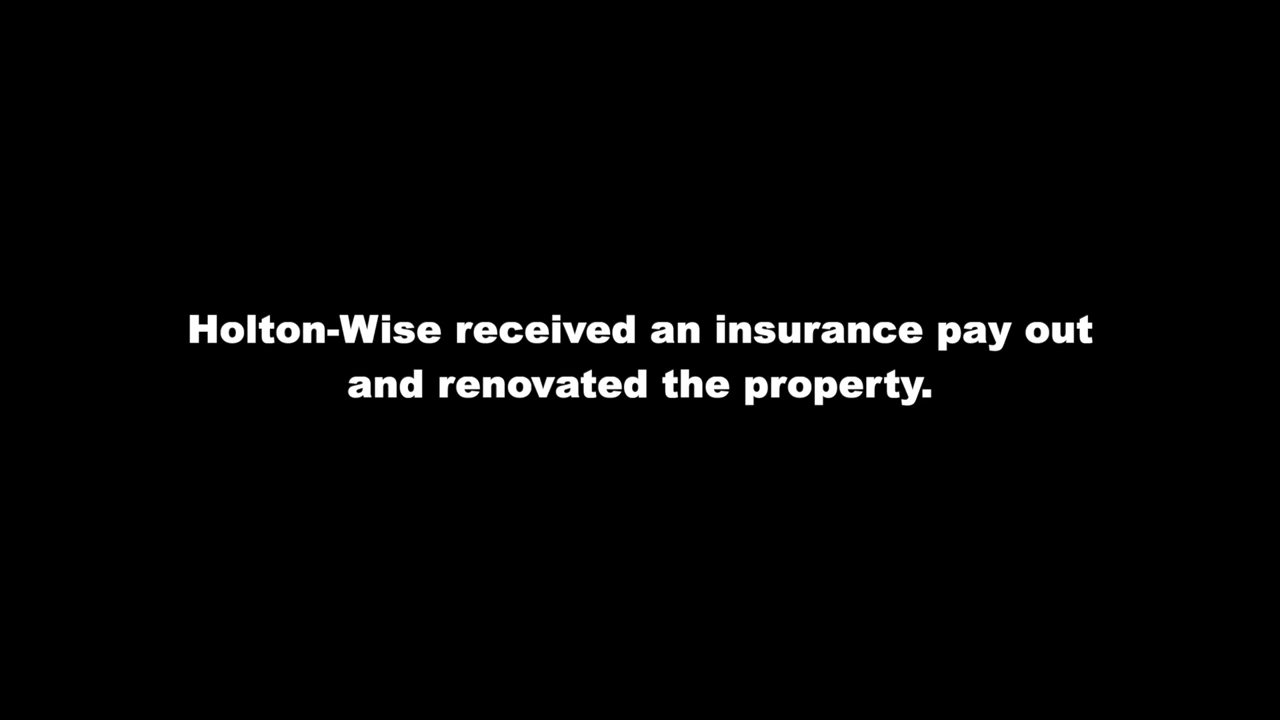 Holton-Wise received an insurance pay out
and renovated the property.